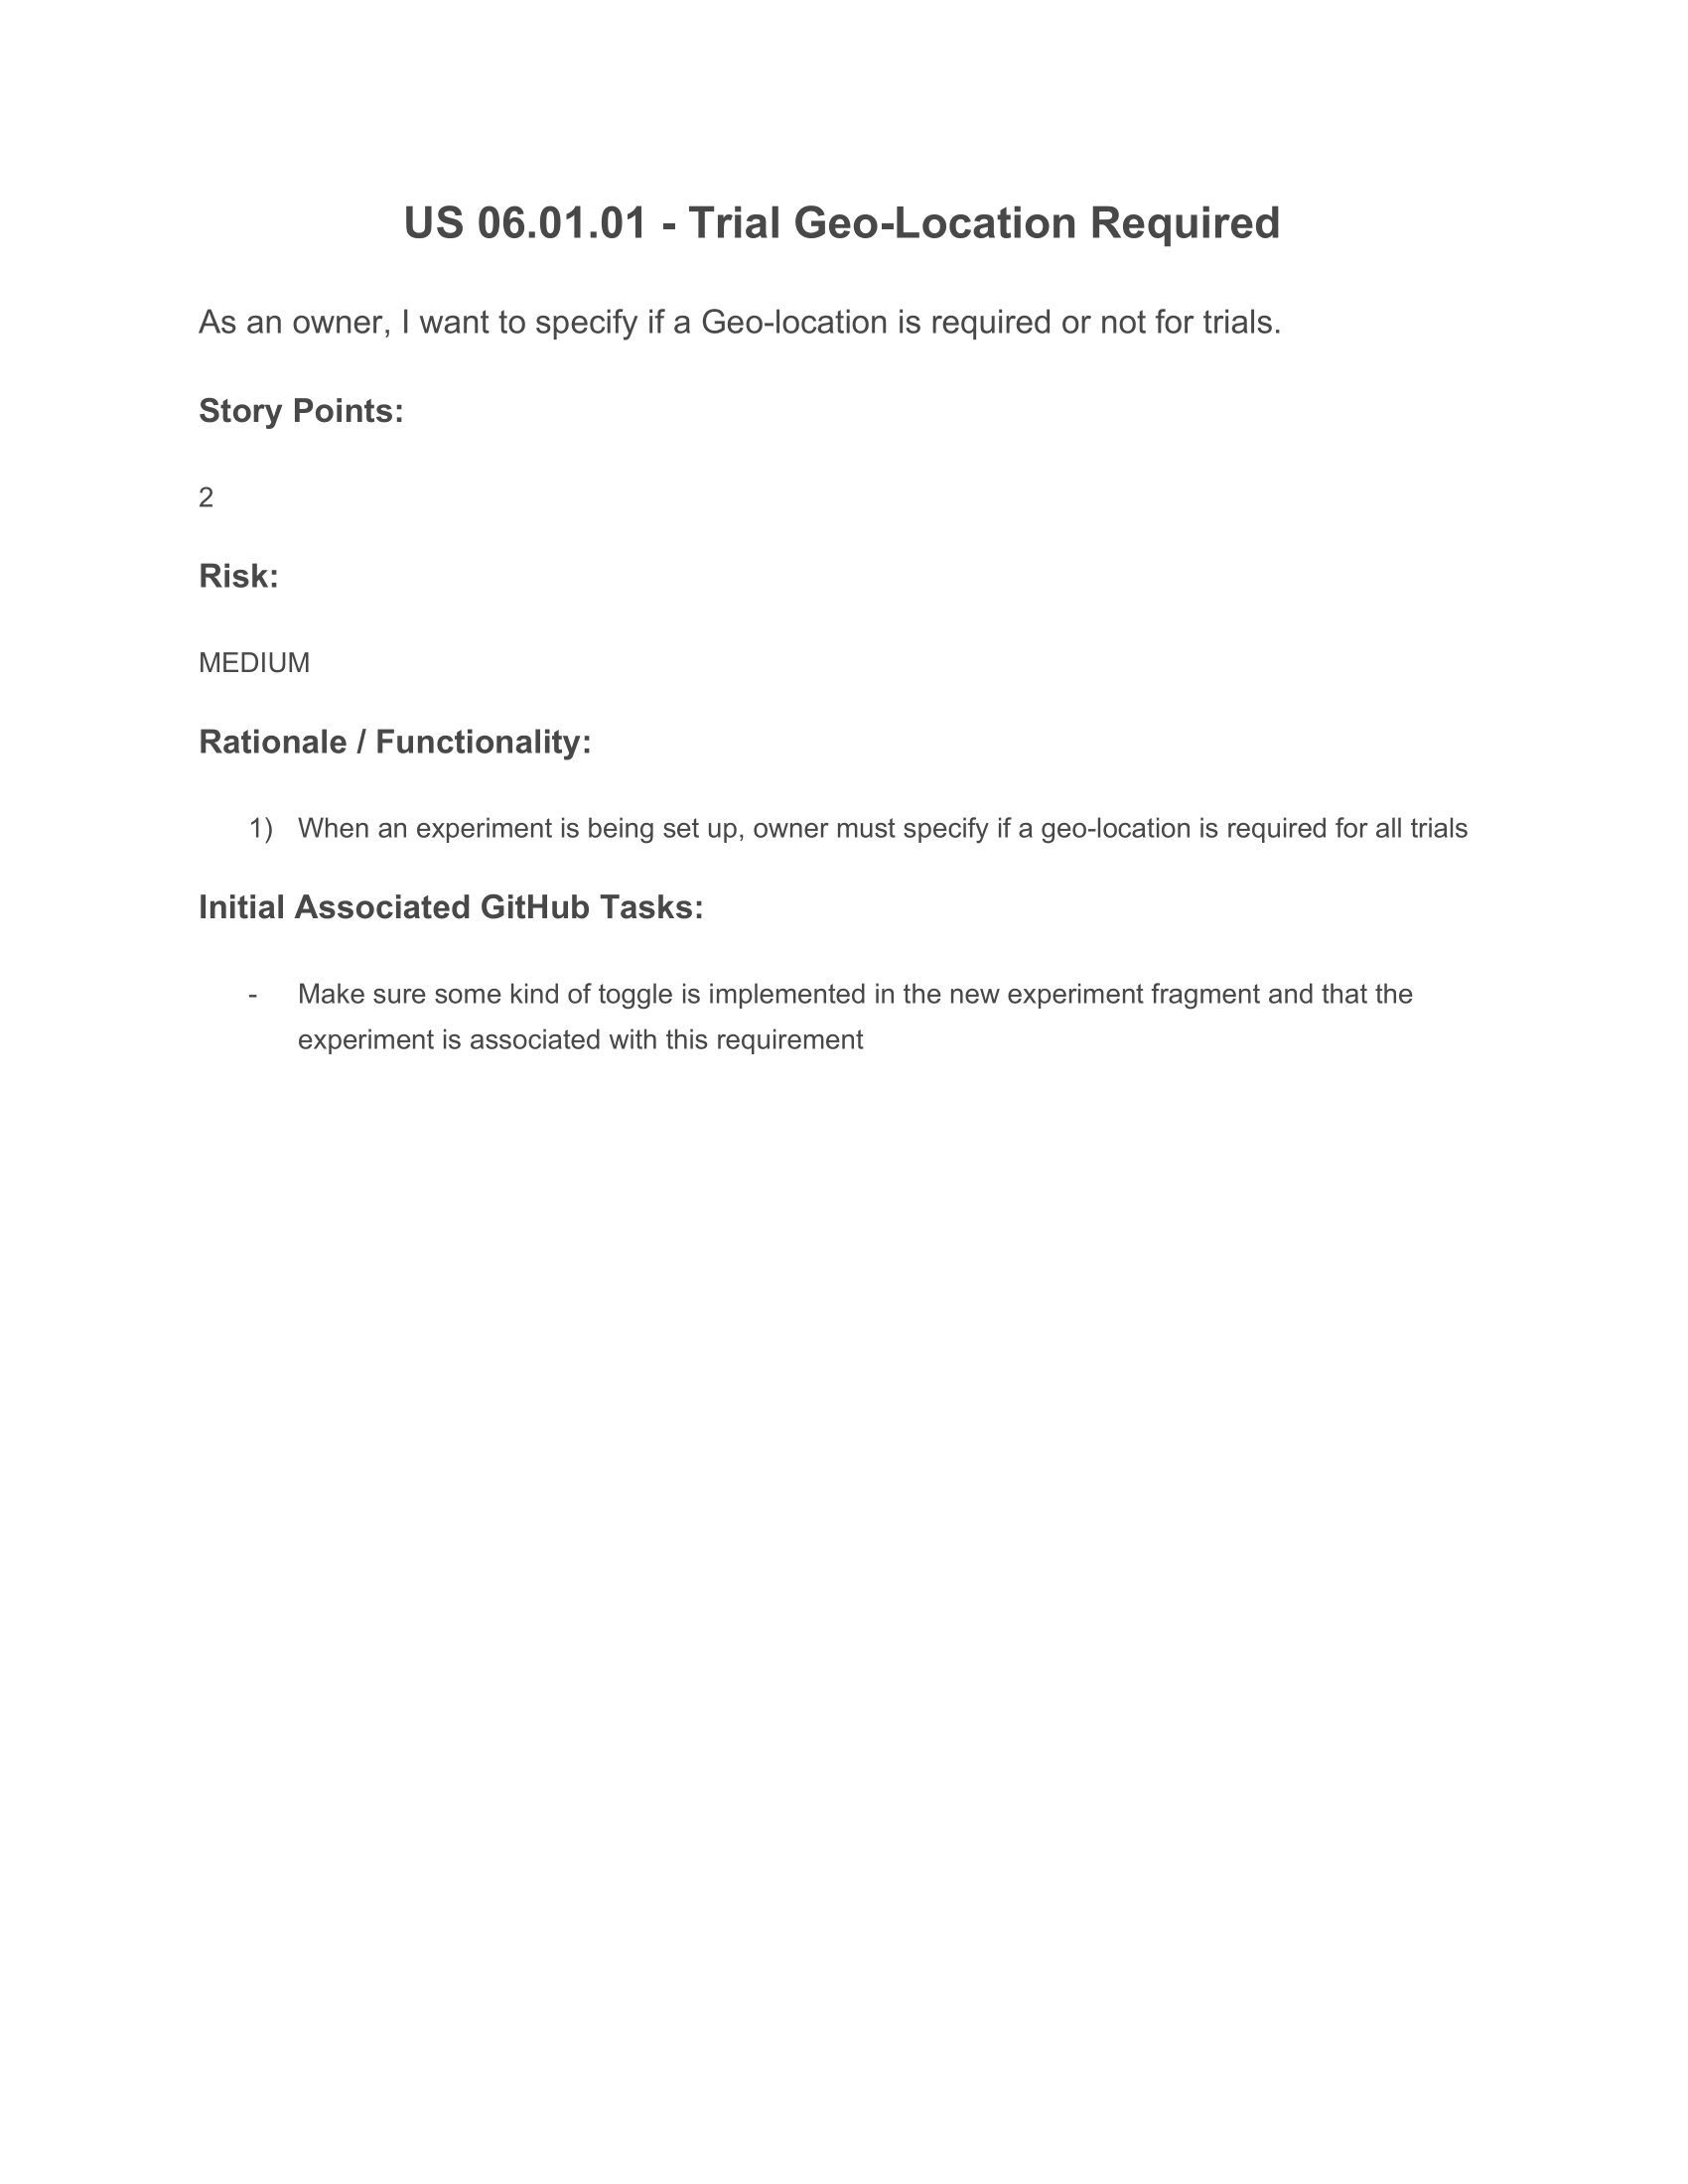 US 06.01.01 - Trial Geo-Location Required
As an owner, I want to specify if a Geo-location is required or not for trials.
Story Points:
2
Risk:
MEDIUM
Rationale / Functionality:
1) When an experiment is being set up, owner must specify if a geo-location is required for all trials
Initial Associated GitHub Tasks:
- Make sure some kind of toggle is implemented in the new experiment fragment and that the
experiment is associated with this requirement